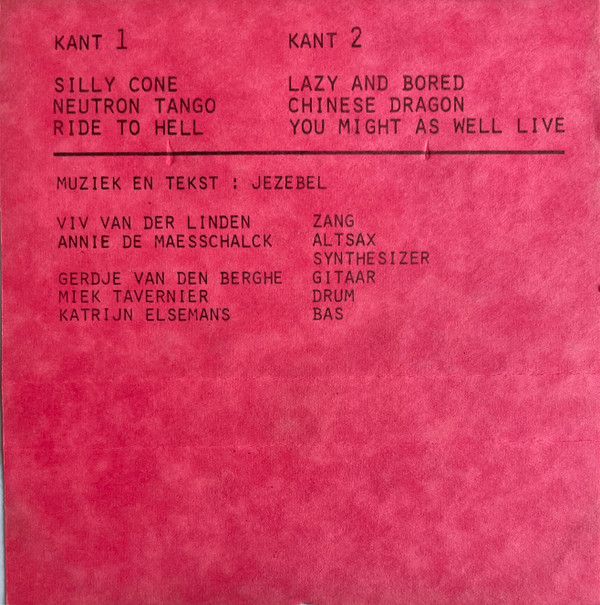 KANT 1 KANT 2
SILLY CONE LAZY AND BORED
NEUTRON TANGO CHINESE DRAGON
RIDE TO HELL YOU MIGHT AS WELL LIVE
MUZIEK EN TEKST : JEZEBEL
VIV VAN DER LINDEN ZANG
ANNIE DE MAESSCHALCK ALTSAX
SYNTHESIZER
GERDJE VAN DEN BERGHE GITAAR
MIEK TAVERNIER DRUM
KATRIJN ELSEMANS BAS